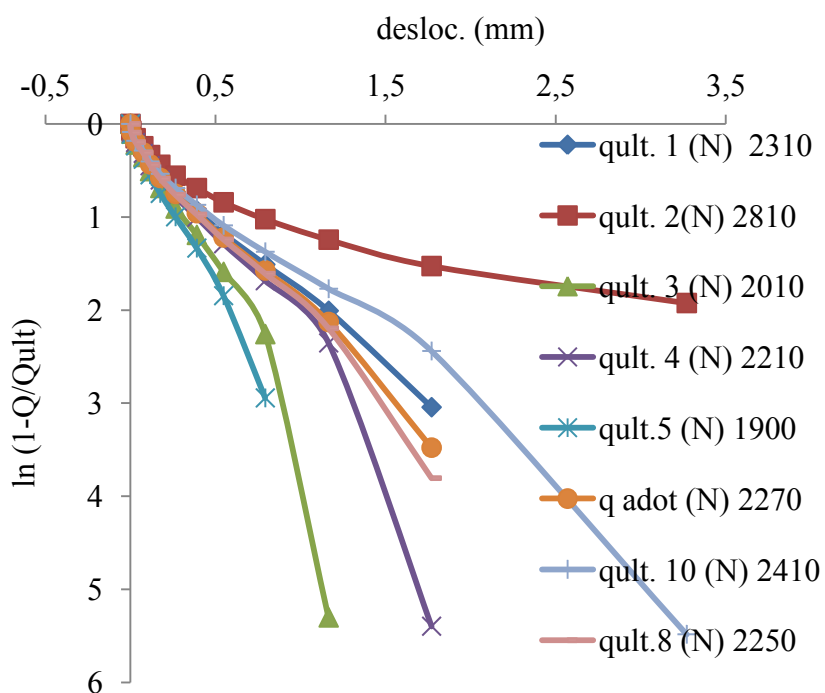 desloc. (mm)
-0,5 0,5 1,5 2,5 3,5
0
1
2
3
4
5
6
ln (1-Q/Qult)
qult. 1 (N)  2310
qult. 2(N) 2810
qult. 3 (N) 2010
qult. 4 (N) 2210
qult.5 (N) 1900
q adot (N) 2270
qult. 10 (N) 2410
qult.8 (N) 2250